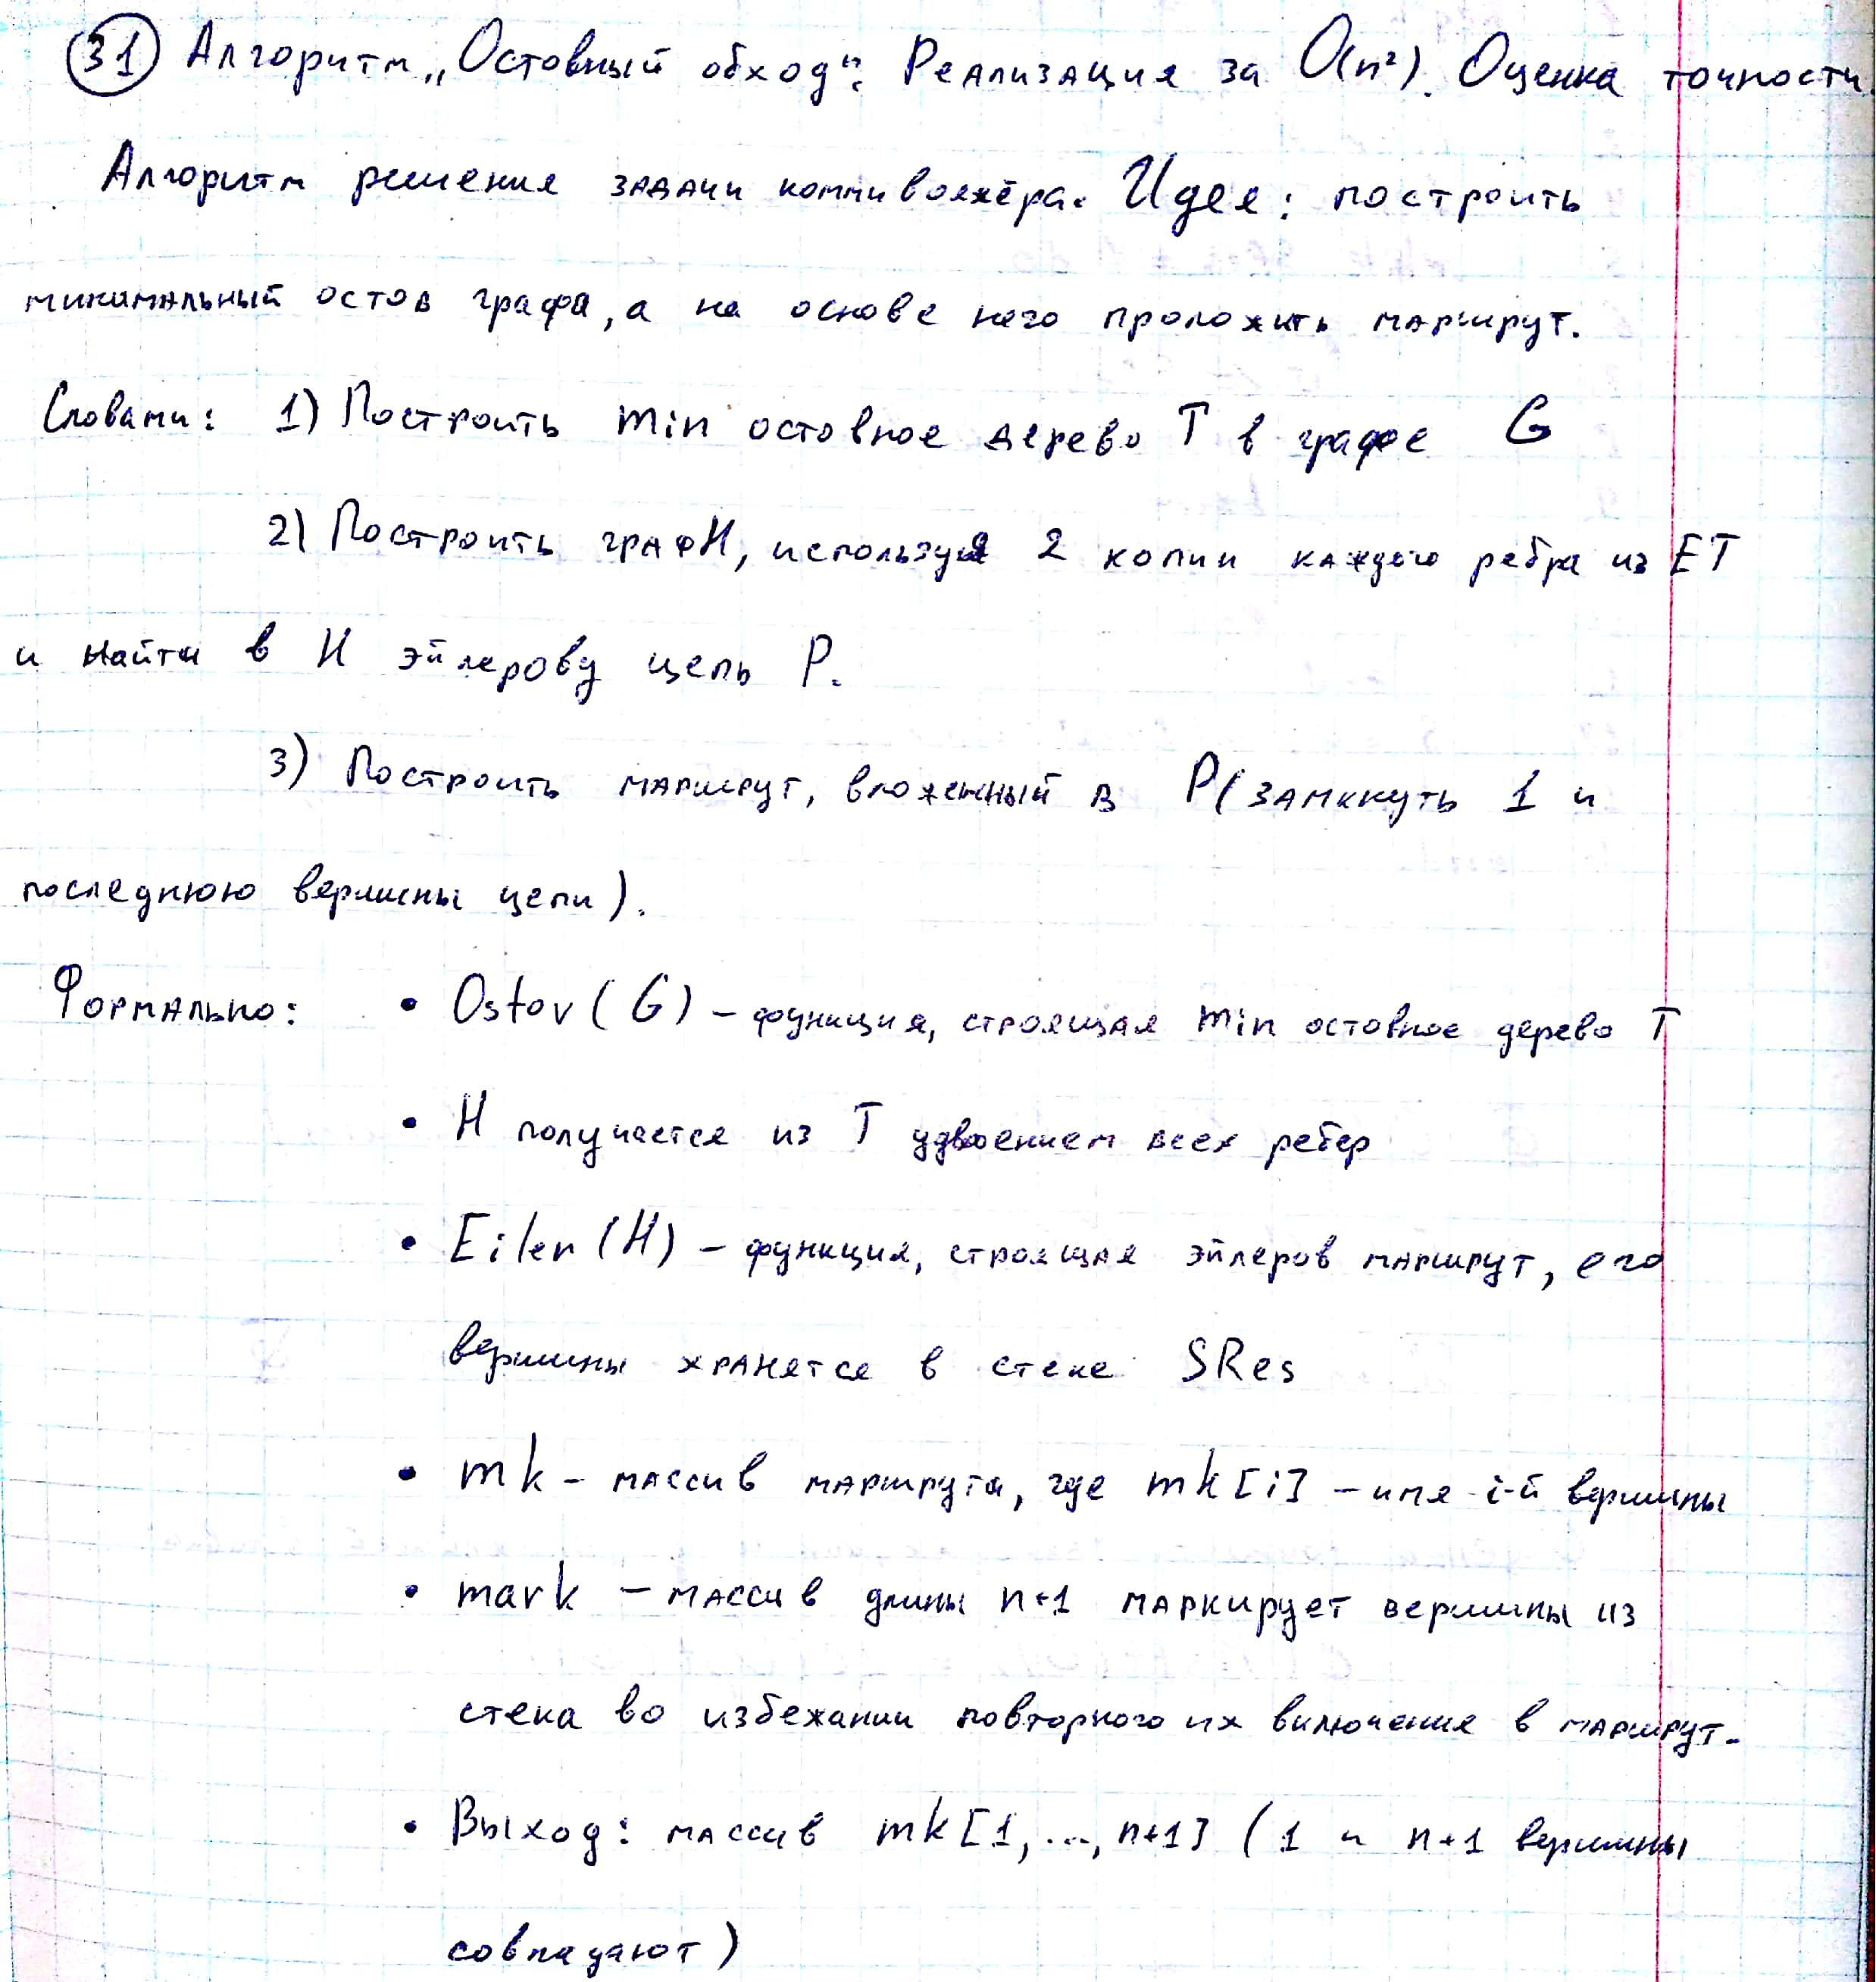 31 Алгоритм „Остовный обход“. Реализация за O(n²). Оценка точности.
Алгоритм решения задачи коммивояжёра. Идея: построить
минимальный остов графа, а на основе него проложить маршрут.
Словами: 1) Построить min остовное дерево T в графе G
2) Построить граф H, используя 2 копии каждого ребра из ET
и найти в H эйлерову цепь P.
3) Построить маршрут, вложенный в P (замкнуть 1 и
последнюю вершины цепи).
Формально: • Ostov(G) – функция, строящая min остовное дерево T
• H получается из T удвоением всех ребер
• Eiler(H) – функция, строящая эйлеров маршрут, его
вершины хранятся в стеке SRes
• mk – массив маршрута, где mk[i] – имя i-й вершины
• mark – массив длины n+1 маркирует вершины из
стека во избежании повторного их включения в маршрут.
• Выход: массив mk[1,...,n+1] (1 и n+1 вершины
совпадают)